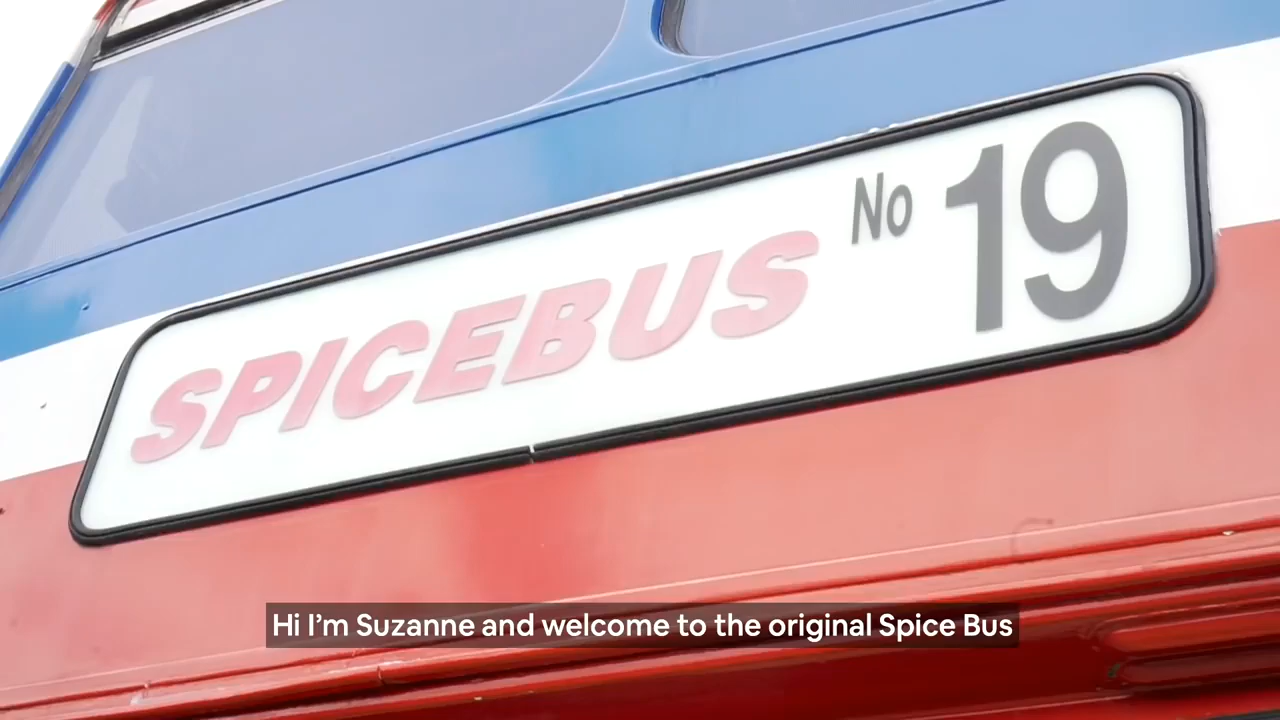 SPICEBUS No 19
Hi I'm Suzanne and welcome to the original Spice Bus